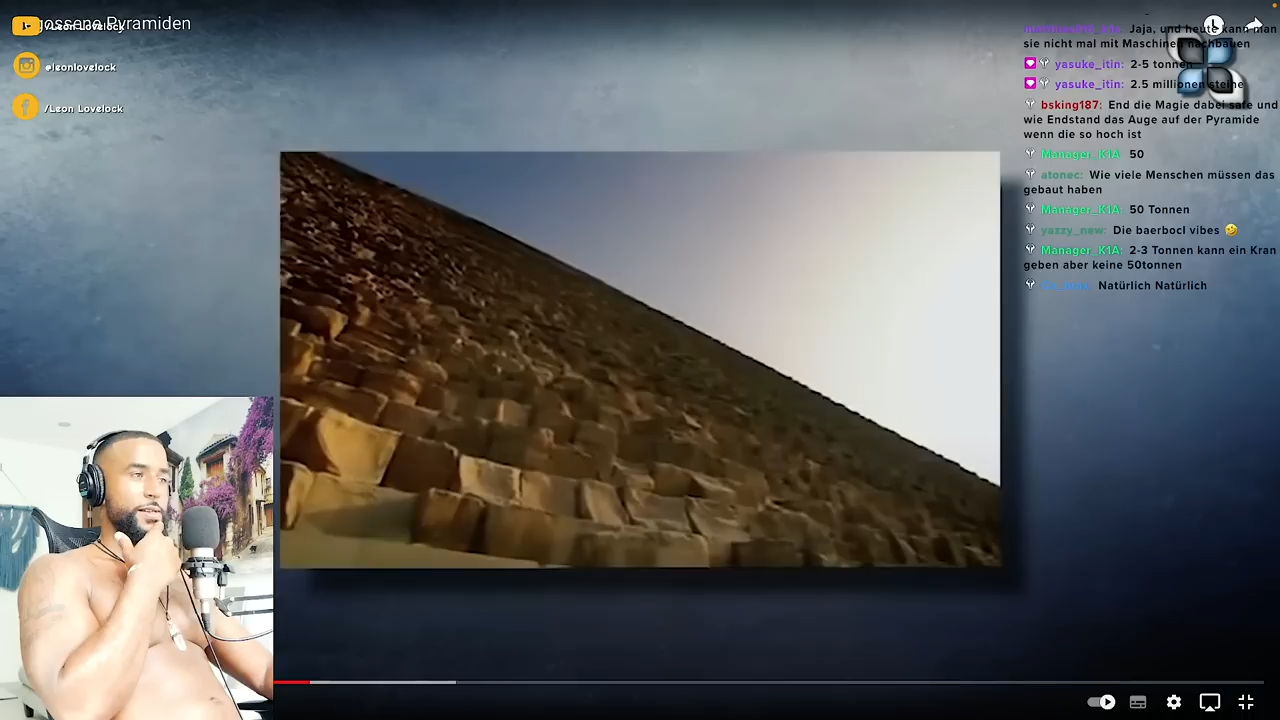 gossene Pyramiden
/Leon Lovelock
@leonlovelock
/Leon Lovelock
Jaja, und heute kann man
sie nicht mal mit Maschinen nachbauen
yasuke_itin: 2-5 tonnen
yasuke_itin: 2.5 millionen steine
bsking187: End die Magie dabei safe und
wie Endstand das Auge auf der Pyramide
wenn die so hoch ist
Manager_K1A: 50
atonec: Wie viele Menschen müssen das
gebaut haben
Manager_K1A: 50 Tonnen
yazzy_new: Die baerbocl vibes 🤣
Manager_K1A: 2-3 Tonnen kann ein Kran
geben aber keine 50tonnen
Natürlich Natürlich